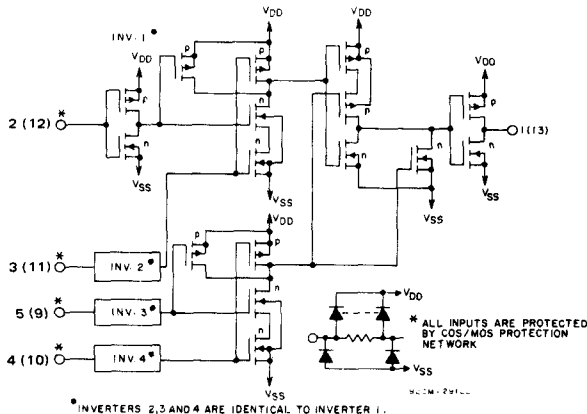 INV. 1 *
VDD
VDD
VDD
VDD
p
p
p
p
p
p
n
n
n
n
n
n
2 (12) *
1 (13)
VSS
VSS
VSS
VSS
VSS
VDD
p
p
3 (11) *
INV. 2 •
n
5 (9) *
INV. 3 •
n
4 (10) *
INV. 4 •
VSS
VDD
VSS
* ALL INPUTS ARE PROTECTED
BY COS/MOS PROTECTION
NETWORK
• INVERTERS 2,3 AND 4 ARE IDENTICAL TO INVERTER 1.